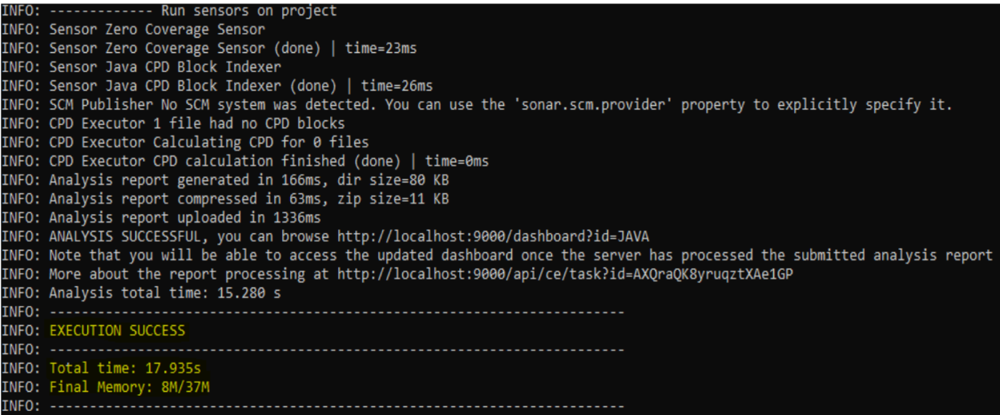 INFO: ------------- Run sensors on project
INFO: Sensor Zero Coverage Sensor
INFO: Sensor Zero Coverage Sensor (done) | time=23ms
INFO: Sensor Java CPD Block Indexer
INFO: Sensor Java CPD Block Indexer (done) | time=26ms
INFO: SCM Publisher No SCM system was detected. You can use the 'sonar.scm.provider' property to explicitly specify it.
INFO: CPD Executor 1 file had no CPD blocks
INFO: CPD Executor Calculating CPD for 0 files
INFO: CPD Executor CPD calculation finished (done) | time=0ms
INFO: Analysis report generated in 166ms, dir size=80 KB
INFO: Analysis report compressed in 63ms, zip size=11 KB
INFO: Analysis report uploaded in 1336ms
INFO: ANALYSIS SUCCESSFUL, you can browse http://localhost:9000/dashboard?id=JAVA
INFO: Note that you will be able to access the updated dashboard once the server has processed the submitted analysis report
INFO: More about the report processing at http://localhost:9000/api/ce/task?id=AXQraQK8yruqztXAe1GP
INFO: Analysis total time: 15.280 s
INFO: ------------------------------------------------------------------------
INFO: EXECUTION SUCCESS
INFO: ------------------------------------------------------------------------
INFO: Total time: 17.935s
INFO: Final Memory: 8M/37M
INFO: ------------------------------------------------------------------------